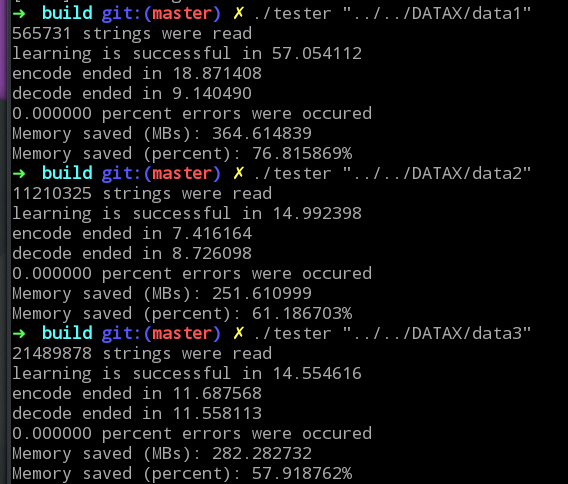 ➜  build git:(master) ✗ ./tester "../../DATAX/data1"
565731 strings were read
learning is successful in 57.054112
encode ended in 18.871408
decode ended in 9.140490
0.000000 percent errors were occured
Memory saved (MBs): 364.614839
Memory saved (percent): 76.815869%
➜  build git:(master) ✗ ./tester "../../DATAX/data2"
11210325 strings were read
learning is successful in 14.992398
encode ended in 7.416164
decode ended in 8.726098
0.000000 percent errors were occured
Memory saved (MBs): 251.610999
Memory saved (percent): 61.186703%
➜  build git:(master) ✗ ./tester "../../DATAX/data3"
21489878 strings were read
learning is successful in 14.554616
encode ended in 11.687568
decode ended in 11.558113
0.000000 percent errors were occured
Memory saved (MBs): 282.282732
Memory saved (percent): 57.918762%